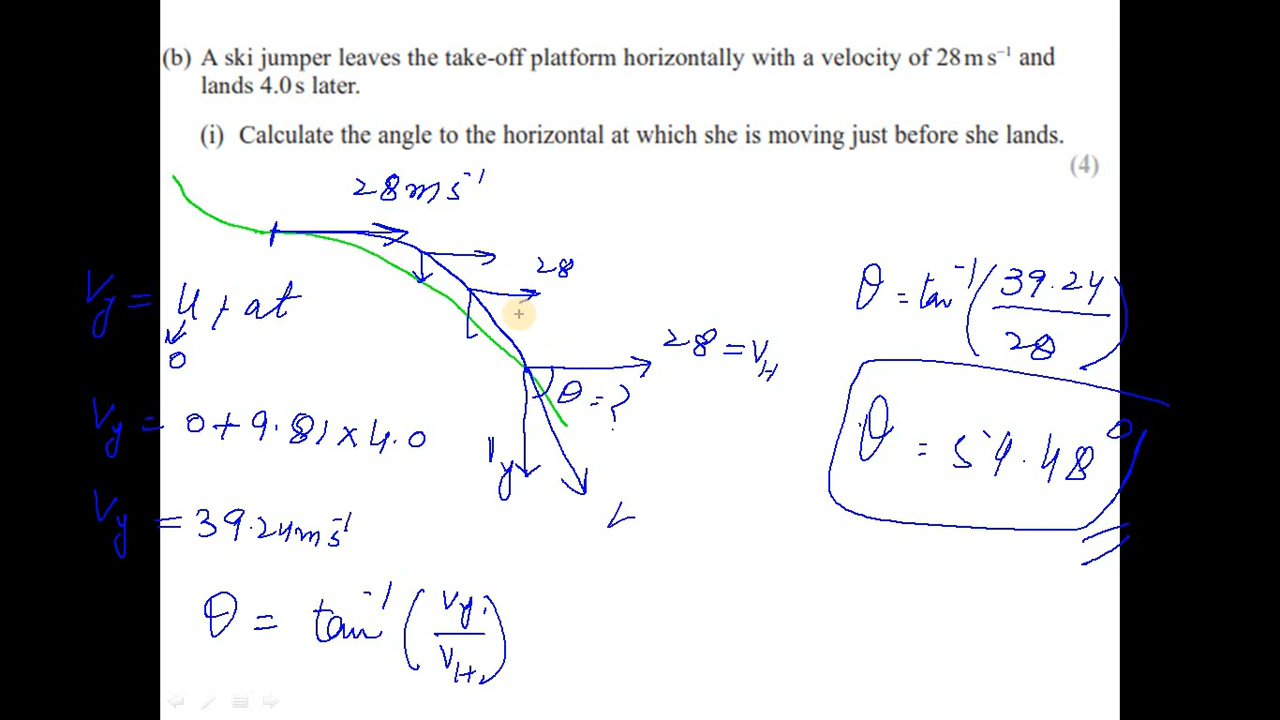 (b) A ski jumper leaves the take-off platform horizontally with a velocity of 28 m s⁻¹ and
lands 4.0 s later.
(i) Calculate the angle to the horizontal at which she is moving just before she lands.
(4)
28 m s⁻¹
28
V_y = u + at
0
28 = V_H
θ = ?
V_y = 0 + 9.81 × 4.0
V_y
V_y = 39.24 m s⁻¹
θ = tan⁻¹ (V_y / V_H)
θ = tan⁻¹ (39.24 / 28)
θ = 54.48°